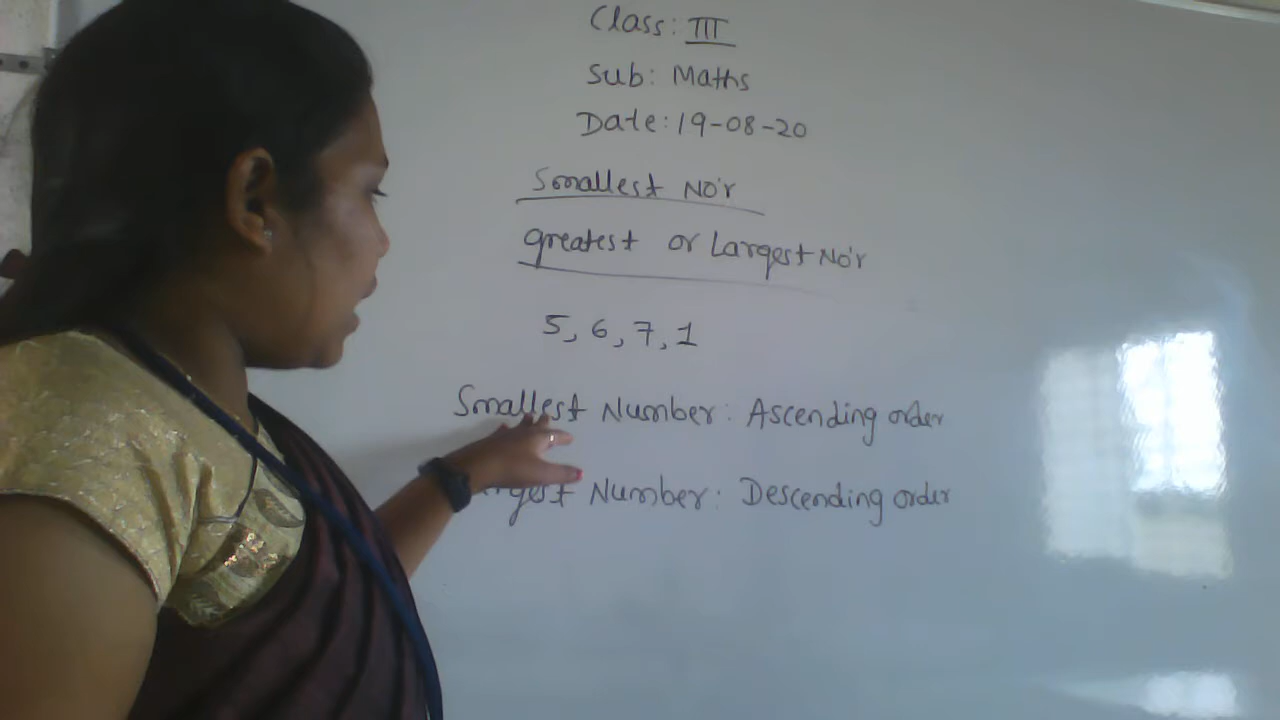 Class: III
Sub: Maths
Date: 19-08-20
Smallest No'r
greatest or Largest No'r
5, 6, 7, 1
Smallest Number: Ascending order
Number: Descending order